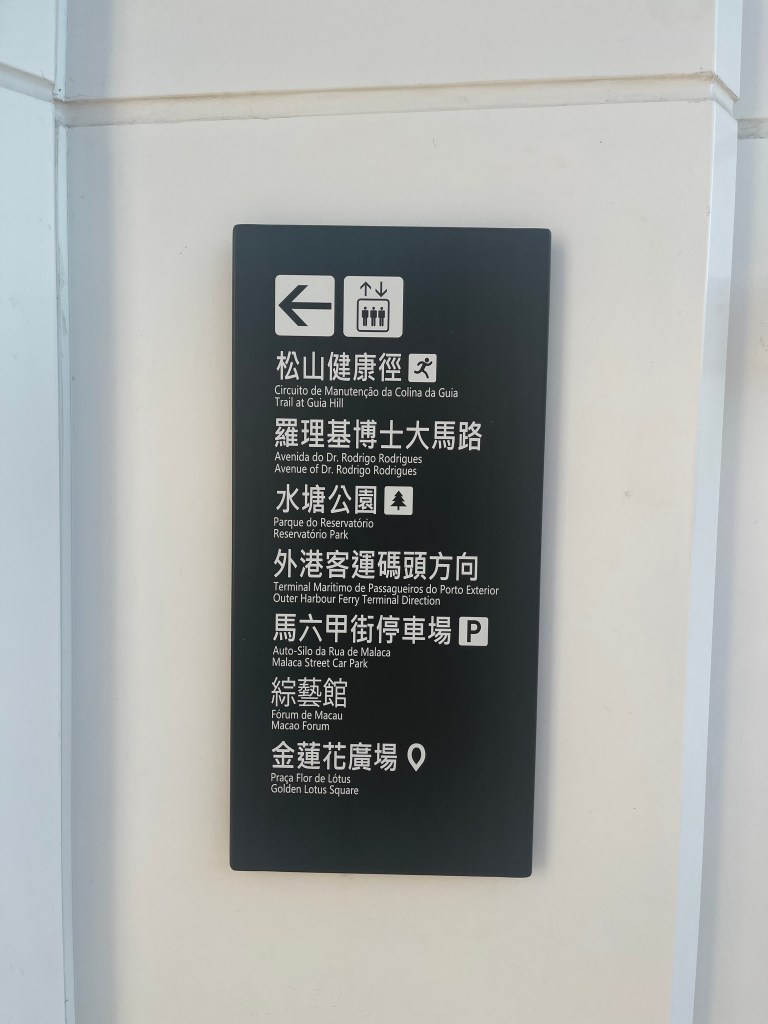 松山健康徑
Circuito de Manutenção da Colina da Guia
Trail at Guia Hill
羅理基博士大馬路
Avenida do Dr. Rodrigo Rodrigues
Avenue of Dr. Rodrigo Rodrigues
水塘公園
Parque do Reservatório
Reservatório Park
外港客運碼頭方向
Terminal Marítimo de Passagueiros do Porto Exterior
Outer Harbour Ferry Terminal Direction
馬六甲街停車場 P
Auto-Silo da Rua de Malaca
Malaca Street Car Park
綜藝館
Fórum de Macau
Macao Forum
金蓮花廣場
Praça Flor de Lótus
Golden Lotus Square